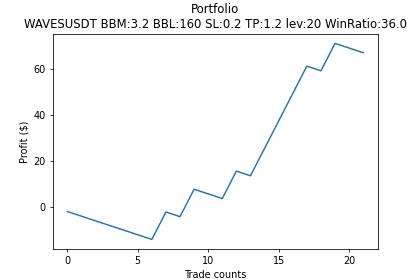 Portfolio
WAVESUSDT BBM:3.2 BBL:160 SL:0.2 TP:1.2 lev:20 WinRatio:36.0
60
40
20
0
Profit ($)
0 5 10 15 20
Trade counts